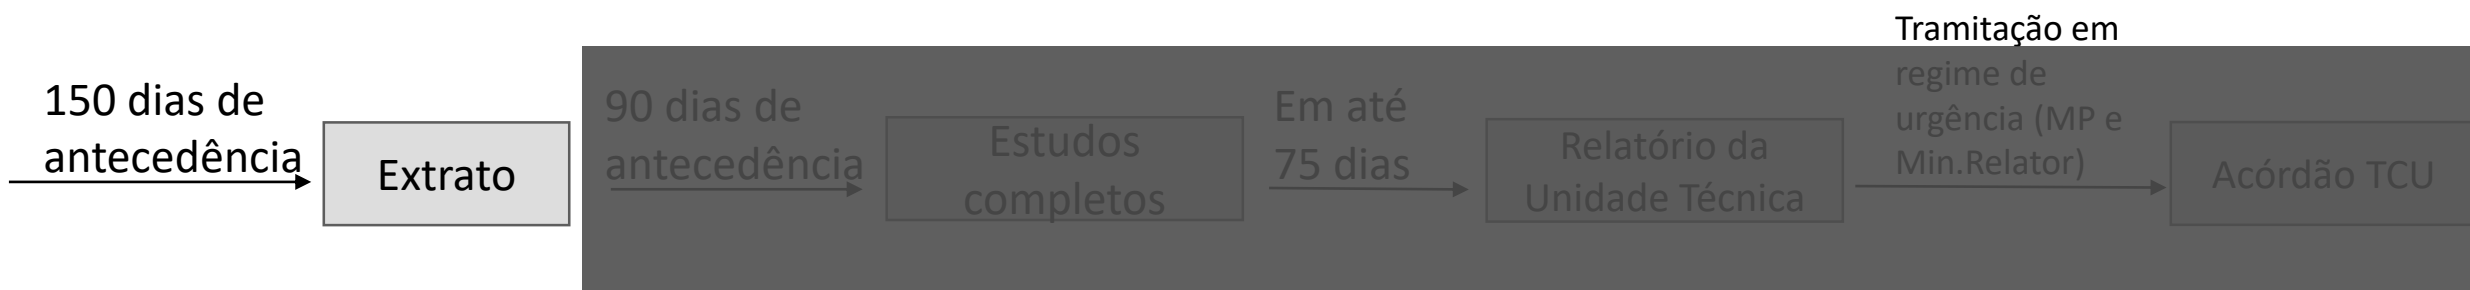 150 dias de
antecedência
Extrato
90 dias de
antecedência
Estudos
completos
Em até
75 dias
Relatório da
Unidade Técnica
Tramitação em
regime de
urgência (MP e
Min.Relator)
Acórdão TCU